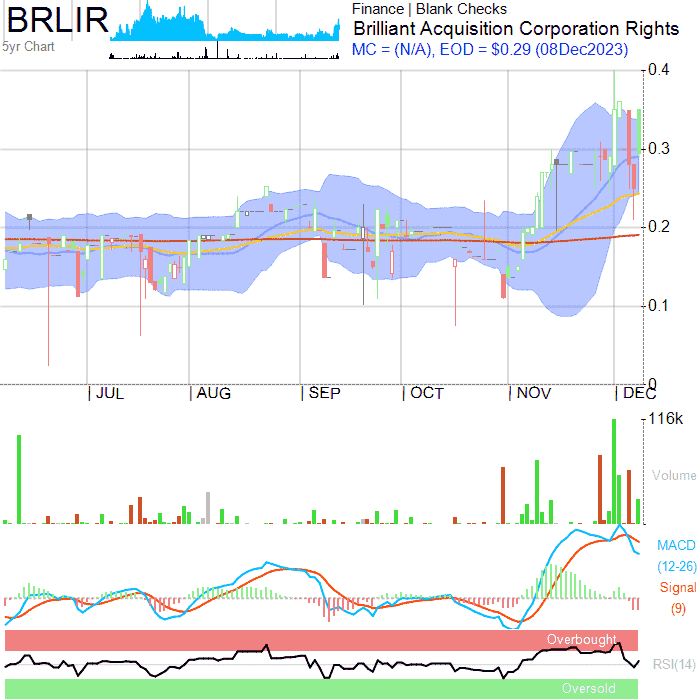 BRLIR
5yr Chart
Finance | Blank Checks
Brilliant Acquisition Corporation Rights
MC = (N/A), EOD = $0.29 (08Dec2023)
0.4
0.3
0.2
0.1
0
JUL AUG SEP OCT NOV DEC
116k
Volume
MACD
(12-26)
Signal
(9)
Overbought
RSI(14)
Oversold